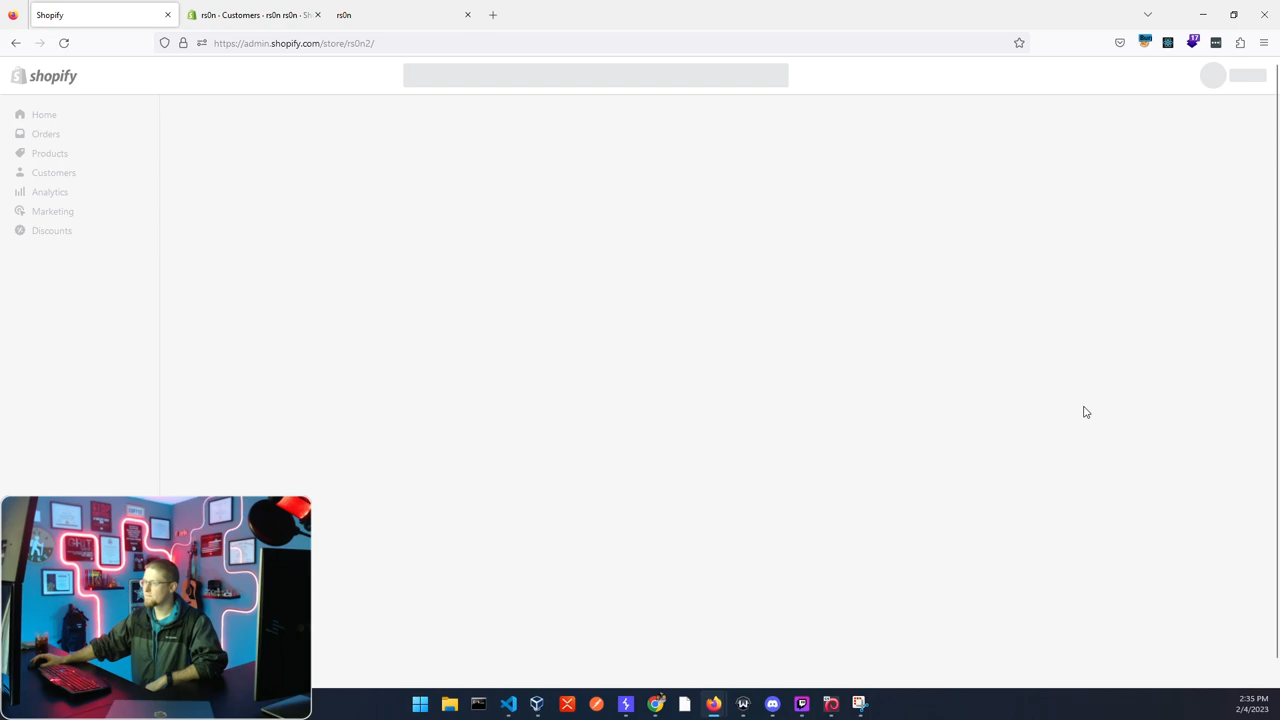 Shopify
rs0n · Customers · rs0n rs0n · Sh
rs0n
https://admin.shopify.com/store/rs0n2/
17
shopify
Home
Orders
Products
Customers
Analytics
Marketing
Discounts
2:35 PM
2/4/2023